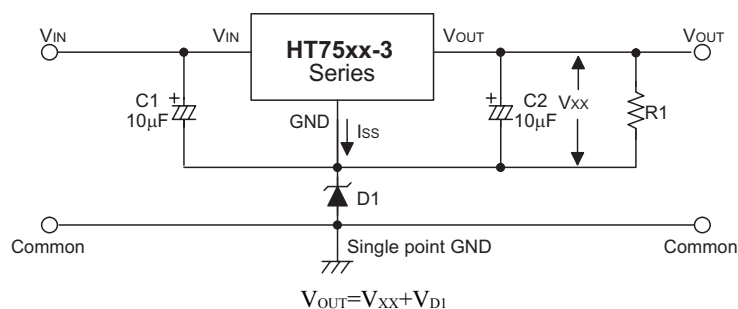 VIN VIN HT75xx-3 VOUT VOUT
Series
C1 C2 VXX R1
10μF GND ISS 10μF
D1
Common Single point GND Common
VOUT=VXX+VD1